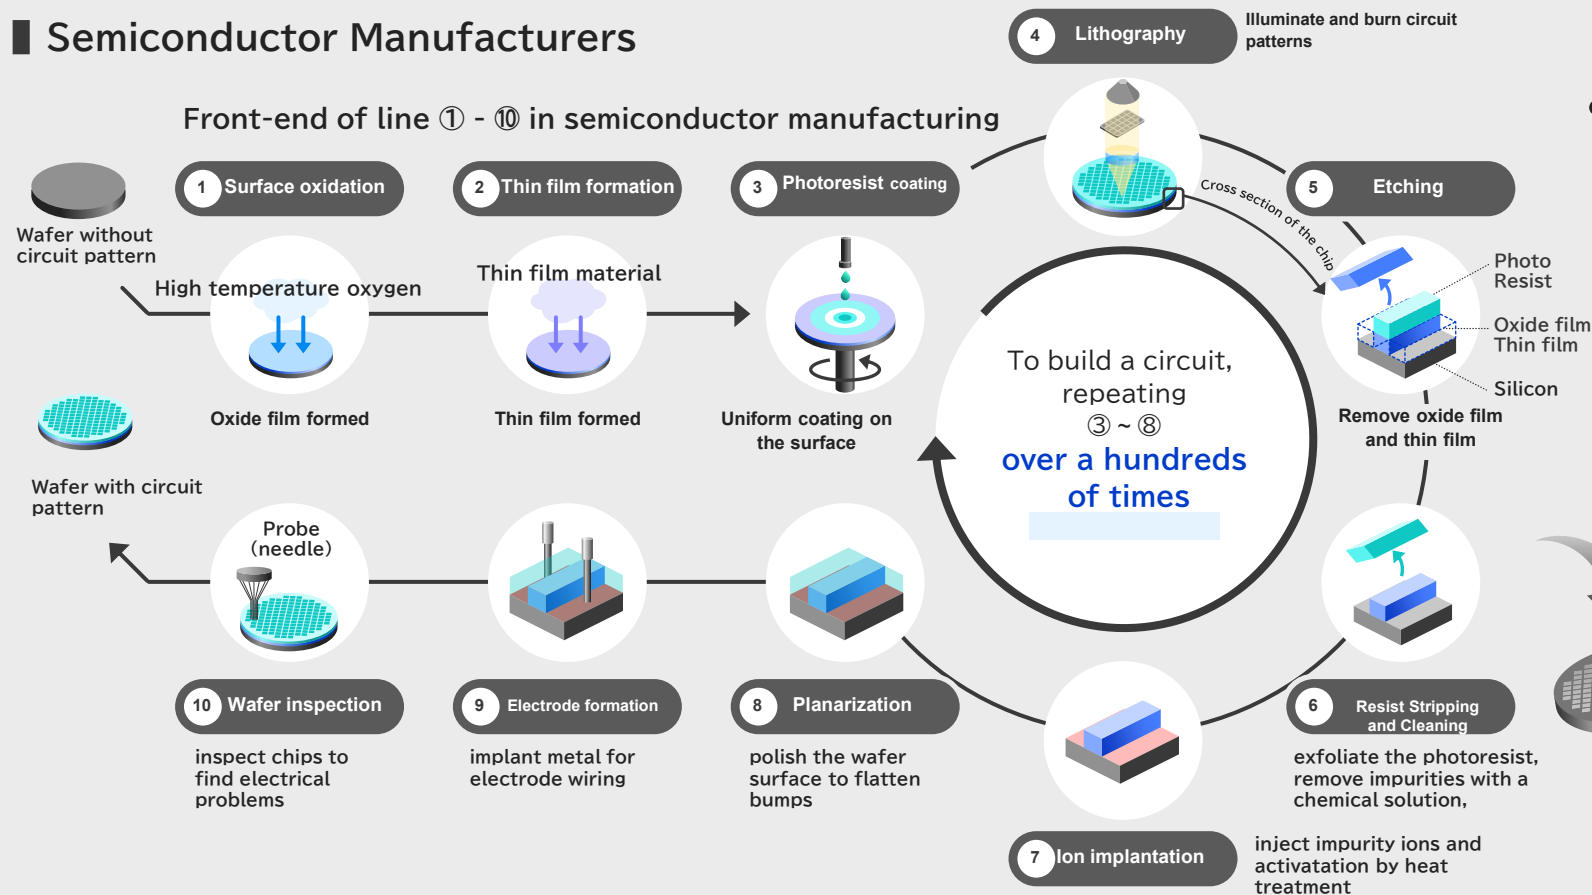 Semiconductor Manufacturers
Front-end of line ① - ⑩ in semiconductor manufacturing
Wafer without
circuit pattern
1 Surface oxidation
High temperature oxygen
Oxide film formed
2 Thin film formation
Thin film material
Thin film formed
3 Photoresist coating
Uniform coating on
the surface
4 Lithography
Illuminate and burn circuit
patterns
Cross section of the chip
5 Etching
Photo
Resist
Oxide film
Thin film
Silicon
Remove oxide film
and thin film
To build a circuit,
repeating
③ ~ ⑧
over a hundreds
of times
6 Resist Stripping
and Cleaning
exfoliate the photoresist,
remove impurities with a
chemical solution,
7 Ion implantation
inject impurity ions and
activatation by heat
treatment
8 Planarization
polish the wafer
surface to flatten
bumps
9 Electrode formation
implant metal for
electrode wiring
Probe
(needle)
10 Wafer inspection
inspect chips to
find electrical
problems
Wafer with circuit
pattern